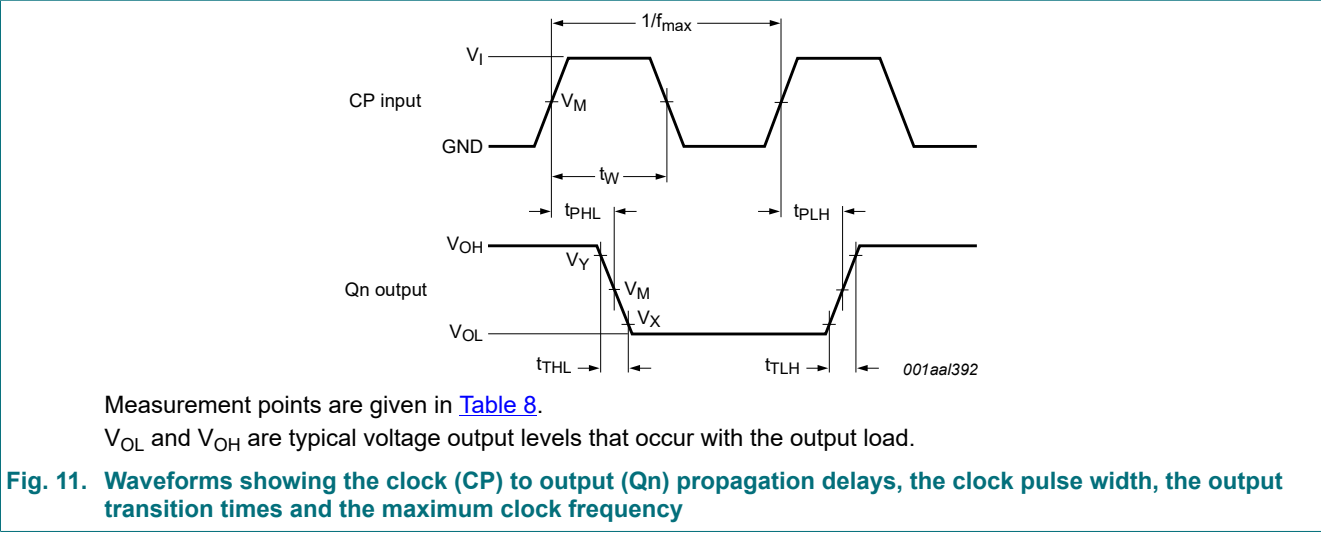 1/fmax
VI
CP input
VM
GND
tW
tPHL
tPLH
VOH
VY
Qn output
VM
VX
VOL
tTHL
tTLH
001aal392
Measurement points are given in Table 8.
VOL and VOH are typical voltage output levels that occur with the output load.
Fig. 11. Waveforms showing the clock (CP) to output (Qn) propagation delays, the clock pulse width, the output
transition times and the maximum clock frequency